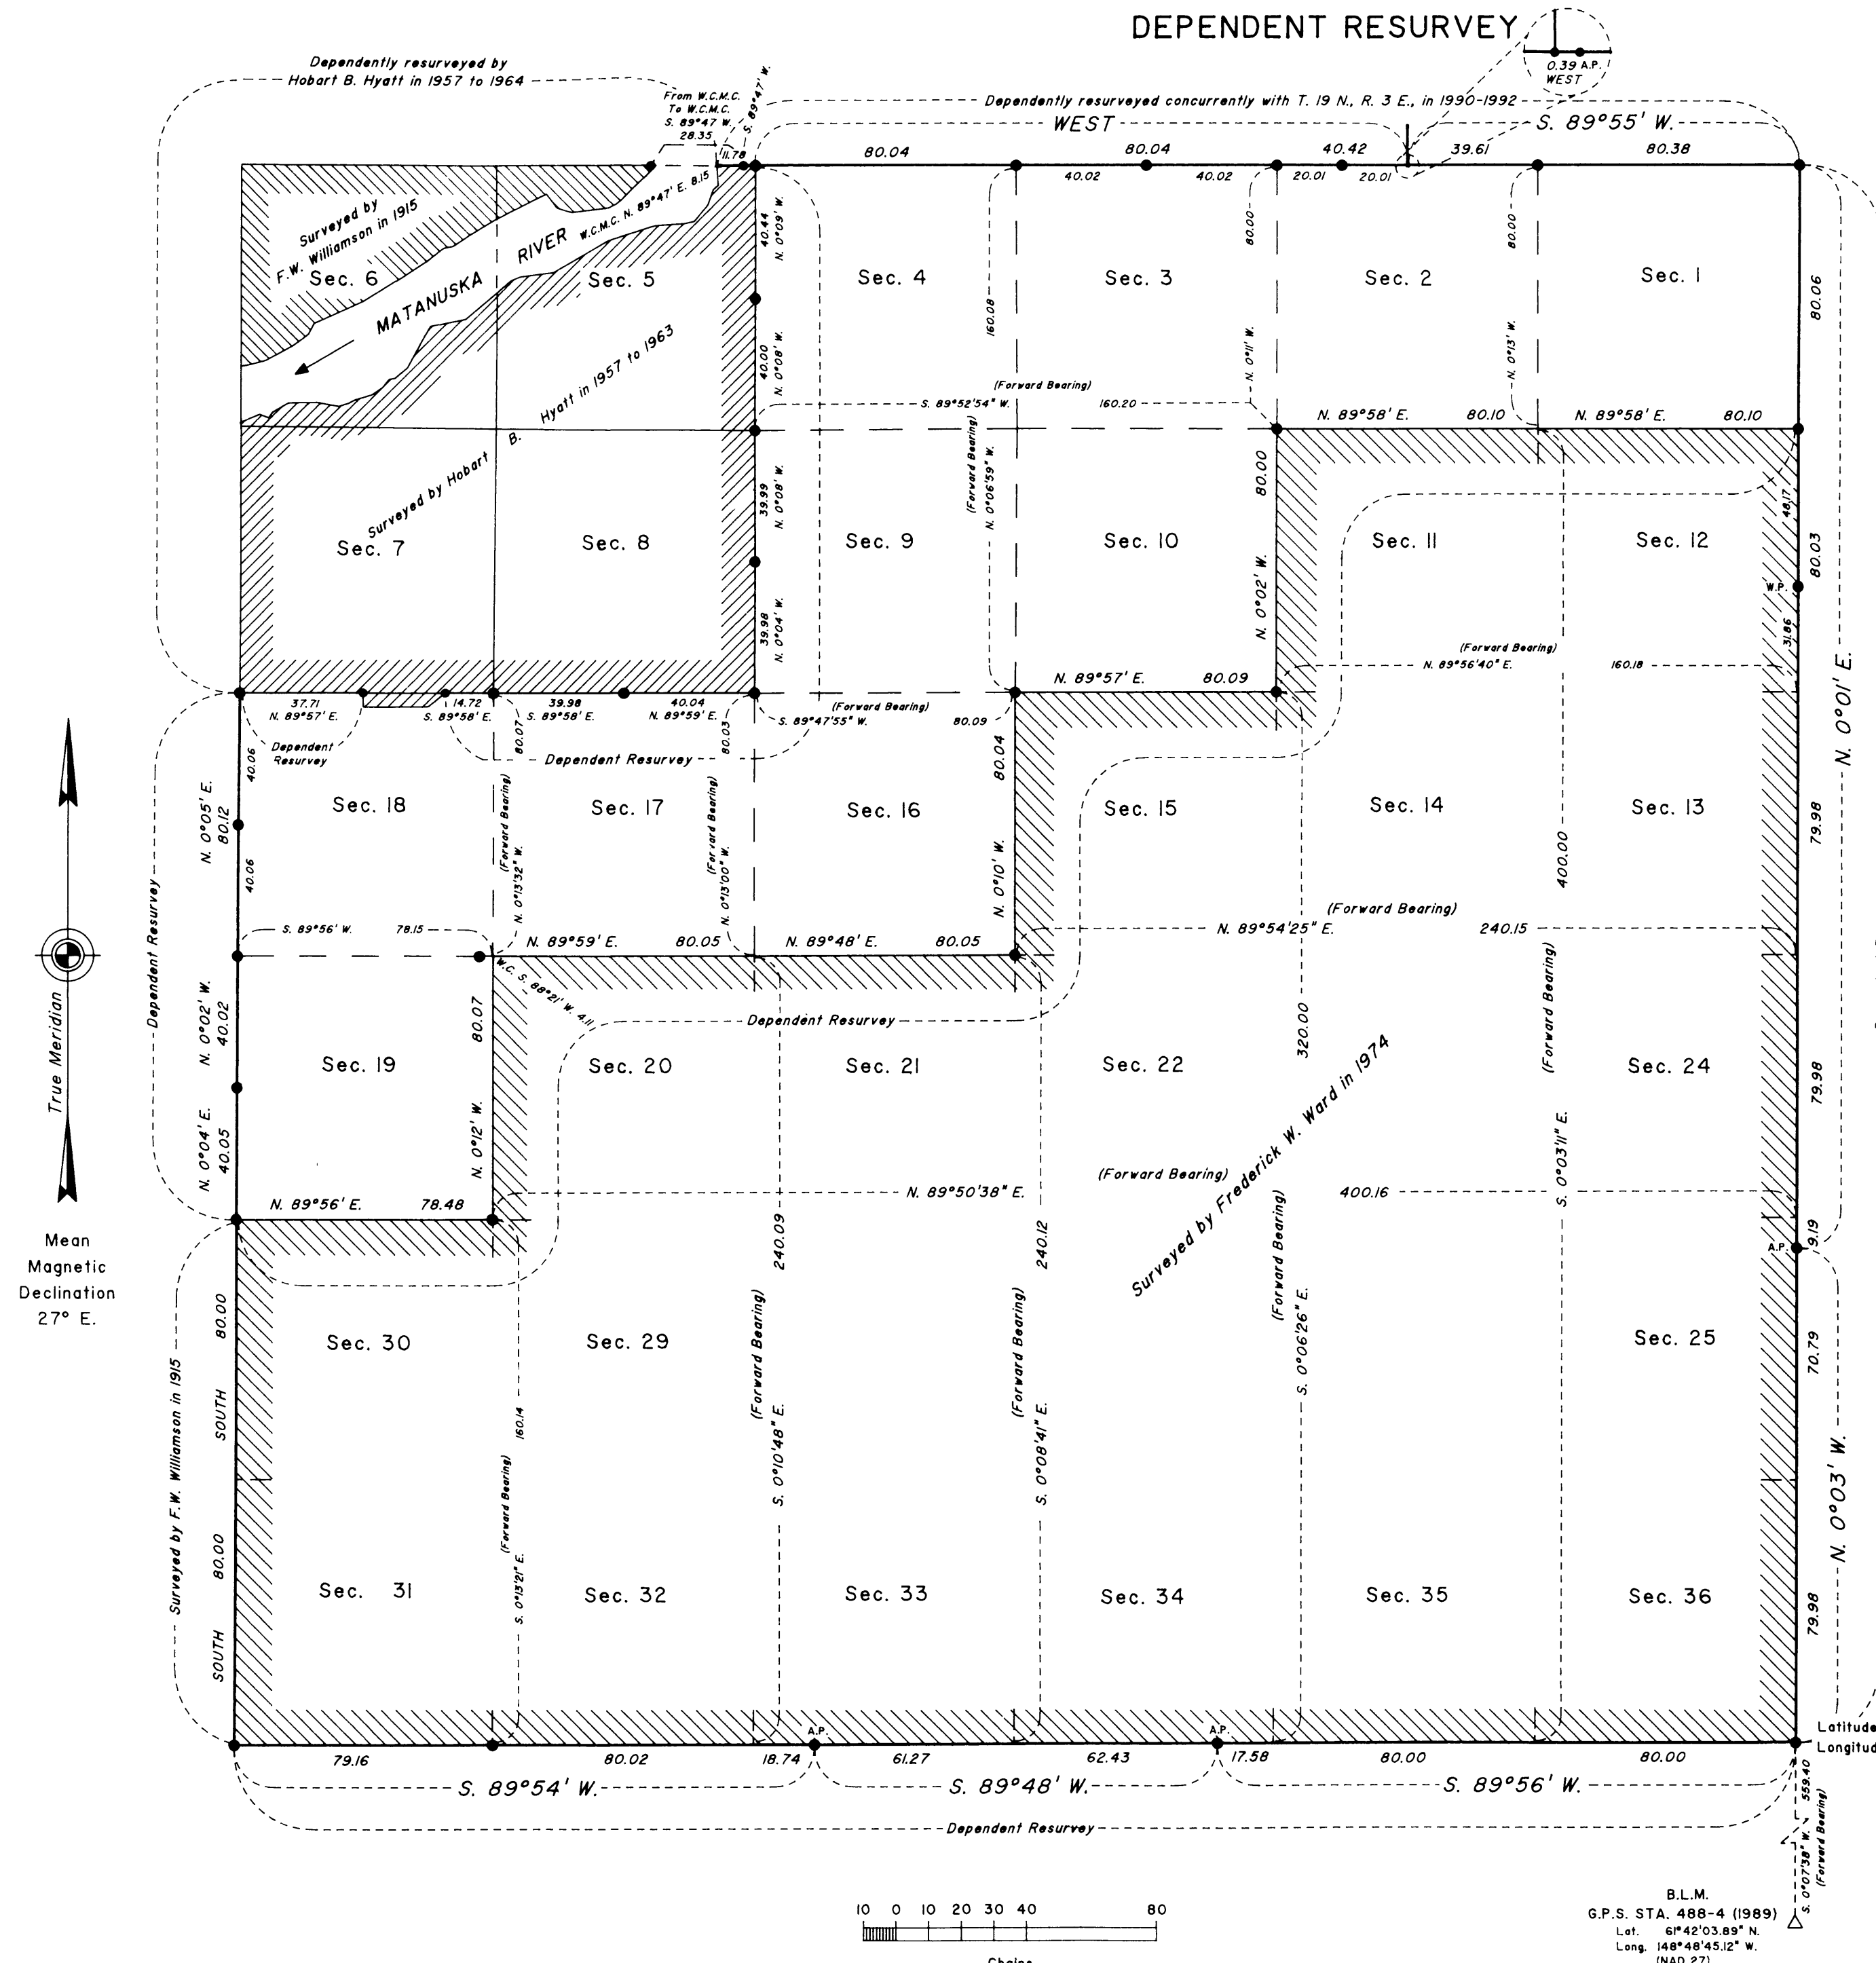 DEPENDENT RESURVEY
0.39 A.P.
WEST
Dependently resurveyed by
Hobart B. Hyatt in 1957 to 1964
From W.C.M.C.
To W.C.M.C.
S. 89°47' W.
28.35
S. 89°47' W.
11.78
Dependently resurveyed concurrently with T. 19 N., R. 3 E., in 1990-1992
WEST
S. 89°55' W.
80.04
80.04
40.42
39.61
80.38
40.02
40.02
20.01
20.01
Surveyed by
F.W. Williamson in 1915
Sec. 6
MATANUSKA RIVER
W.C.M.C. N. 89°47' E. 8.15
Sec. 5
40.44
N. 0°09' W.
Sec. 4
160.08
Sec. 3
80.00
N. 0°11' W.
Sec. 2
80.00
N. 0°13' W.
Sec. 1
80.06
40.00
N. 0°08' W.
(Forward Bearing)
S. 89°52'54" W. 160.20
N. 89°58' E. 80.10
N. 89°58' E. 80.10
Surveyed by Hobart B. Hyatt in 1957 to 1963
Sec. 7
Sec. 8
39.99
N. 0°08' W.
39.98
N. 0°04' W.
Sec. 9
(Forward Bearing)
N. 0°06'59" W.
Sec. 10
80.00
N. 0°02' W.
Sec. 11
Sec. 12
48.17
80.03
W.P.
31.86
(Forward Bearing)
N. 89°56'40" E. 160.18
N. 0°01' E.
N. 89°57' E. 80.09
37.71
N. 89°57' E.
14.72
S. 89°58' E.
39.98
S. 89°58' E.
40.04
N. 89°59' E.
(Forward Bearing)
S. 89°47'55" W. 80.09
Dependent
Resurvey
Dependent Resurvey
40.06
N. 0°05' E.
80.12
40.06
Sec. 18
80.07
(Forward Bearing)
N. 0°13'32" W.
Sec. 17
80.03
(Forward Bearing)
N. 0°13'00" W.
Sec. 16
80.04
N. 0°10' W.
Sec. 15
Sec. 14
400.00
Sec. 13
79.98
Dependent Resurvey
S. 89°56' W. 78.15
N. 89°59' E. 80.05
N. 89°48' E. 80.05
(Forward Bearing)
N. 89°54'25" E. 240.15
W.C. S. 88°21' W. 4.11
Dependent Resurvey
True Meridian
N. 0°02' W.
40.02
Sec. 19
80.07
N. 0°12' W.
Sec. 20
Sec. 21
Sec. 22
320.00
(Forward Bearing)
Sec. 24
79.98
Surveyed by Frederick W. Ward in 1974
N. 0°04' E.
40.05
S. 0°03'11" E.
(Forward Bearing)
N. 89°50'38" E. 400.16
N. 89°56' E. 78.48
A.P.
9.19
Mean
Magnetic
Declination
27° E.
80.00
SOUTH
Sec. 30
Sec. 29
240.09
(Forward Bearing)
S. 0°10'48" E.
240.12
(Forward Bearing)
S. 0°08'41" E.
(Forward Bearing)
S. 0°06'26" E.
Sec. 25
70.79
Surveyed by F.W. Williamson in 1915
160.14
(Forward Bearing)
S. 0°13'21" E.
N. 0°03' W.
80.00
SOUTH
Sec. 31
Sec. 32
Sec. 33
Sec. 34
Sec. 35
Sec. 36
79.98
A.P.
A.P.
Latitude
Longitud
79.16
80.02
18.74
61.27
62.43
17.58
80.00
80.00
S. 89°54' W.
S. 89°48' W.
S. 89°56' W.
Dependent Resurvey
S. 0°07'38" W. 559.40
(Forward Bearing)
10 0 10 20 30 40 80
Chains
B.L.M.
G.P.S. STA. 488-4 (1989)
Lat. 61°42'03.89" N.
Long. 148°48'45.12" W.
(NAD 27)